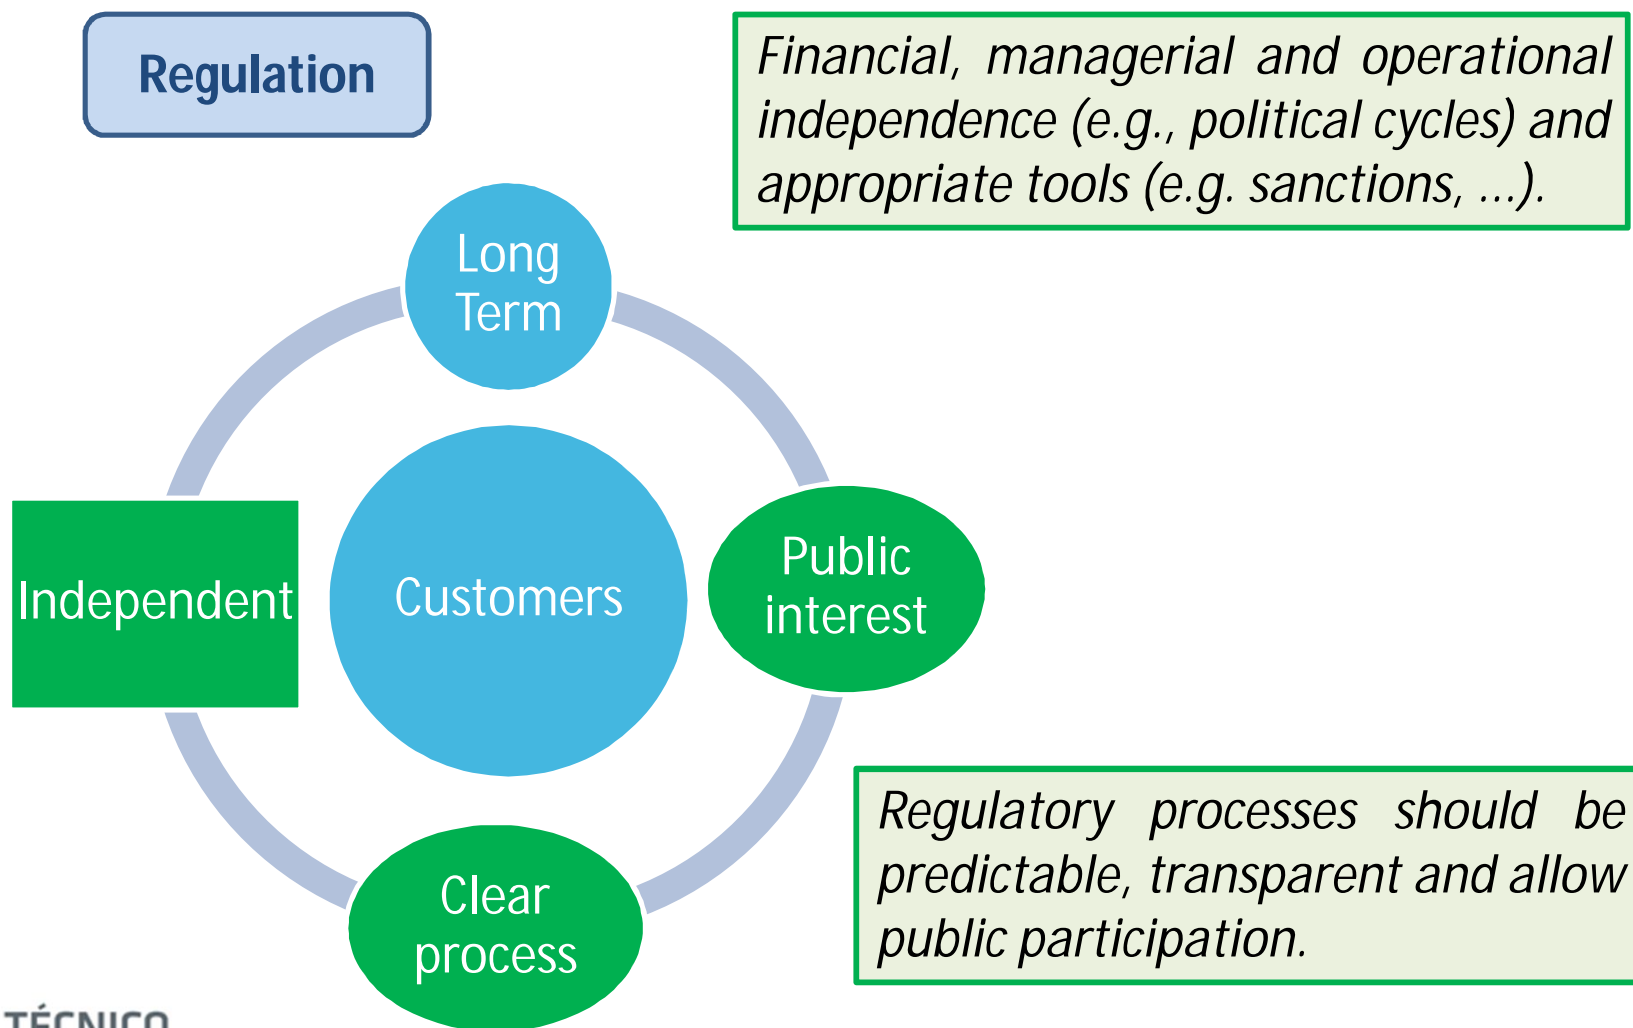 Regulation
Financial, managerial and operational
independence (e.g., political cycles) and
appropriate tools (e.g. sanctions, ...).
Long
Term
Independent
Customers
Public
interest
Clear
process
Regulatory processes should be
predictable, transparent and allow
public participation.
TÉCNICO